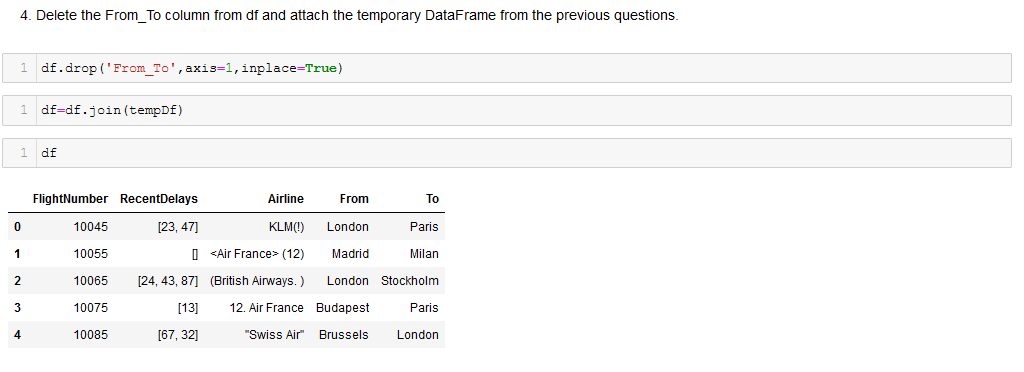 4. Delete the From_To column from df and attach the temporary DataFrame from the previous questions.
1 df.drop('From_To',axis=1,inplace=True)
1 df=df.join(tempDf)
1 df
FlightNumber RecentDelays Airline From To
0 10045 [23, 47] KLM(!) London Paris
1 10055 [] <Air France> (12) Madrid Milan
2 10065 [24, 43, 87] (British Airways. ) London Stockholm
3 10075 [13] 12. Air France Budapest Paris
4 10085 [67, 32] "Swiss Air" Brussels London